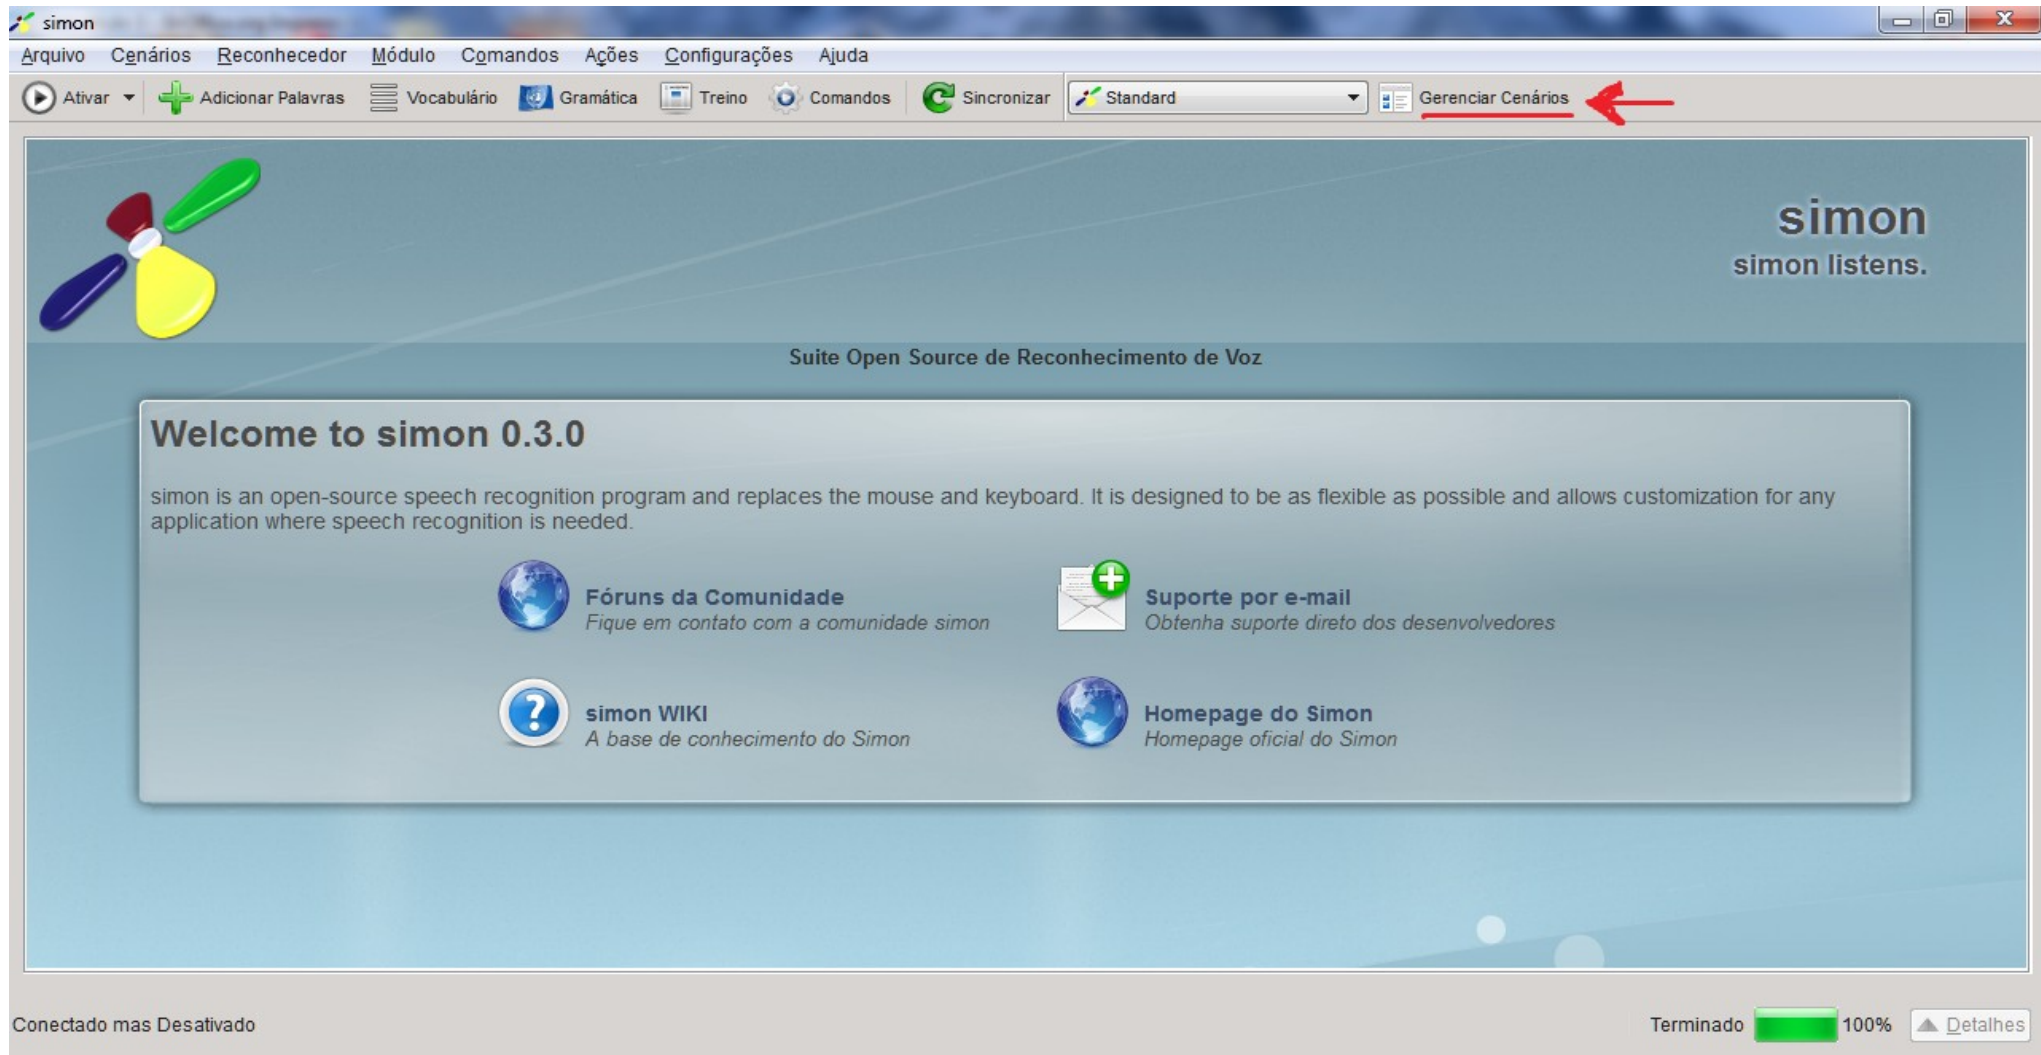 simon
Arquivo Cenários Reconhecedor Módulo Comandos Ações Configurações Ajuda
Ativar Adicionar Palavras Vocabulário Gramática Treino Comandos Sincronizar Standard Gerenciar Cenários
simon
simon listens.
Suite Open Source de Reconhecimento de Voz
Welcome to simon 0.3.0
simon is an open-source speech recognition program and replaces the mouse and keyboard. It is designed to be as flexible as possible and allows customization for any
application where speech recognition is needed.
Fóruns da Comunidade
Fique em contato com a comunidade simon
Suporte por e-mail
Obtenha suporte direto dos desenvolvedores
simon WIKI
A base de conhecimento do Simon
Homepage do Simon
Homepage oficial do Simon
Conectado mas Desativado
Terminado 100% Detalhes